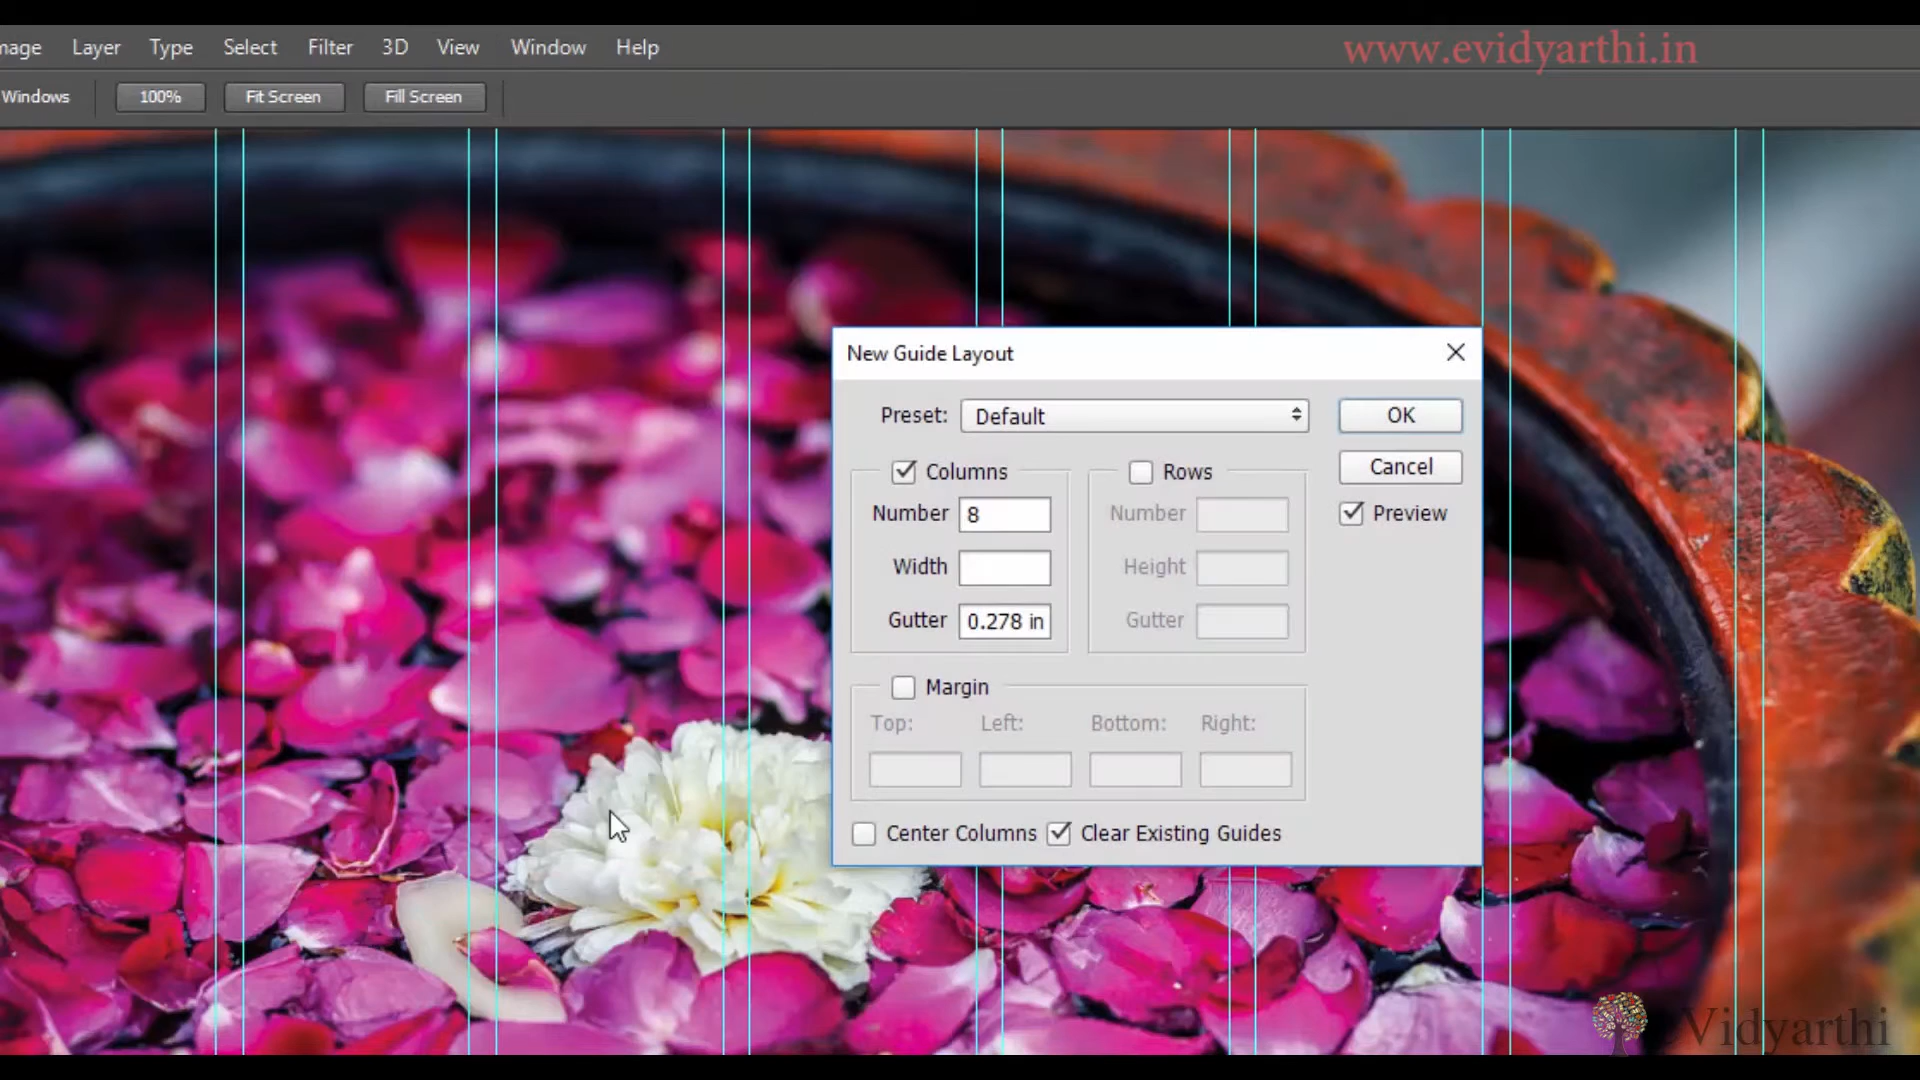 mage Layer Type Select Filter 3D View Window Help
www.evidyarthi.in
Windows 100% Fit Screen Fill Screen
New Guide Layout
Preset: Default OK
Cancel
Columns Rows
Number 8 Number Preview
Width Height
Gutter 0.278 in Gutter
Margin
Top: Left: Bottom: Right:
Center Columns Clear Existing Guides
Vidyarthi